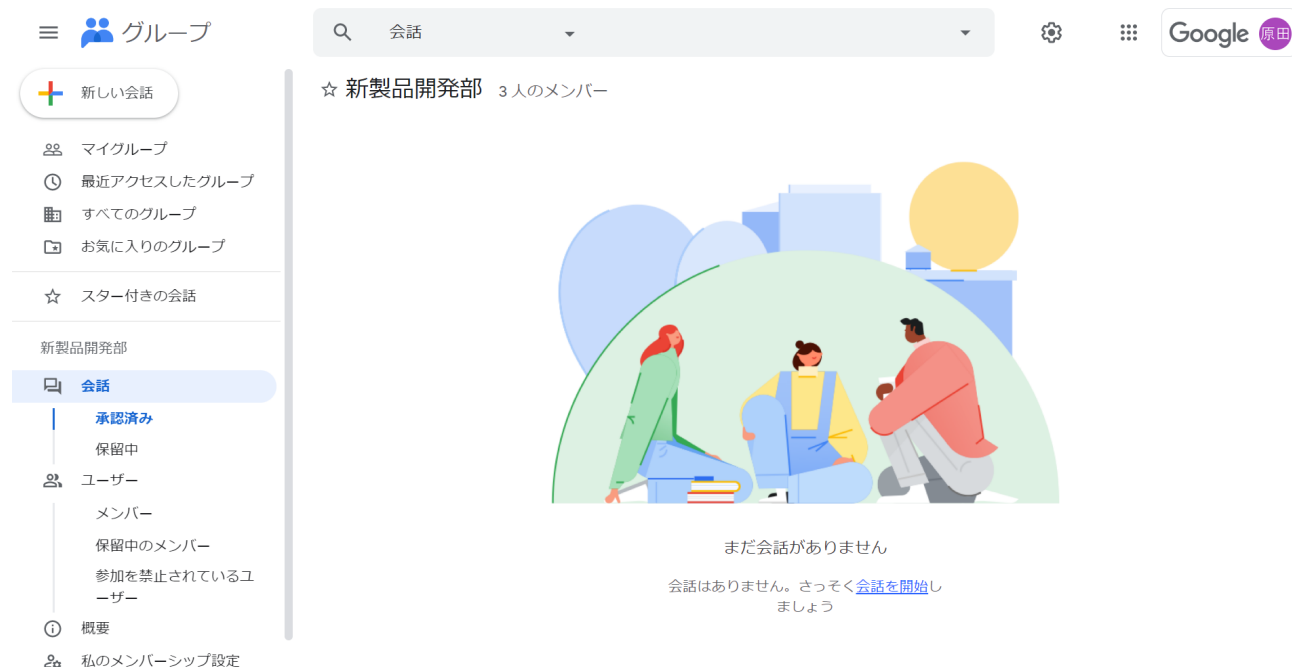 グループ
会話
Google 原田
新しい会話
新製品開発部 3 人のメンバー
マイグループ
最近アクセスしたグループ
すべてのグループ
お気に入りのグループ
スター付きの会話
新製品開発部
会話
承認済み
保留中
ユーザー
メンバー
保留中のメンバー
参加を禁止されているユ
ーザー
概要
私のメンバーシップ設定
まだ会話がありません
会話はありません。さっそく会話を開始し
ましょう